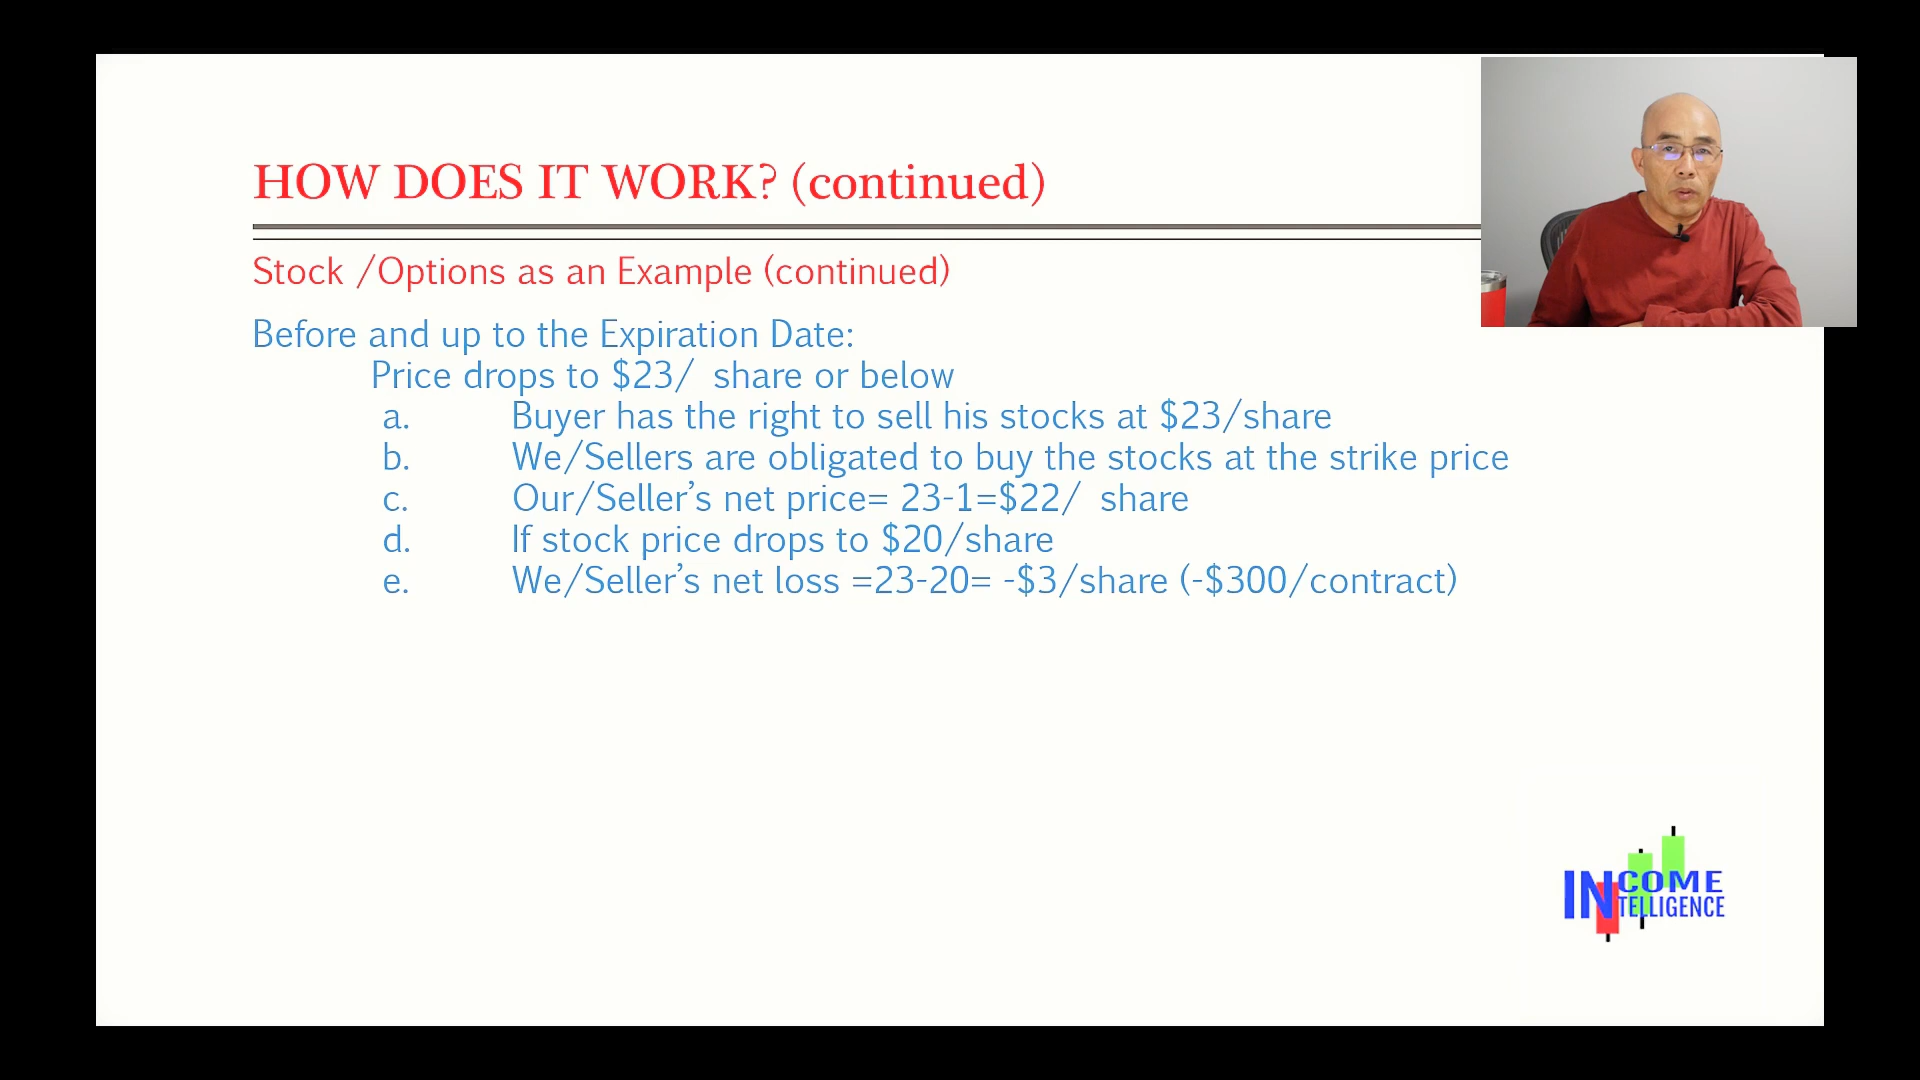 HOW DOES IT WORK? (continued)
Stock /Options as an Example (continued)
Before and up to the Expiration Date:
Price drops to $23/ share or below
a. Buyer has the right to sell his stocks at $23/share
b. We/Sellers are obligated to buy the stocks at the strike price
c. Our/Seller’s net price= 23-1=$22/ share
d. If stock price drops to $20/share
e. We/Seller’s net loss =23-20= -$3/share (-$300/contract)
INCOME
TELLIGENCE